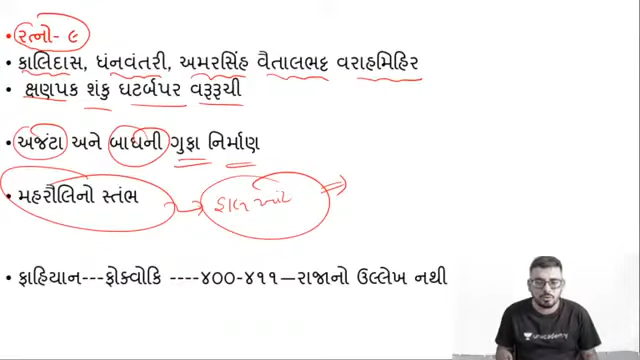 • રત્નો- ૯
• કાલિદાસ, ધંનવંતરી, અમરસિંહ વૈતાલભટ્ટ વરાહમિહિર
• ક્ષણપક શંકુ ઘટર્બપર વરૂરૂચી
• અજંટા અને બાઘની ગુફા નિર્માણ
• મહરૌલિનો સ્તંભ
• ફાહિયાન---ફોક્વોકિ ----૪૦૦-૪૧૧—રાજાનો ઉલ્લેખ નથી
unacademy